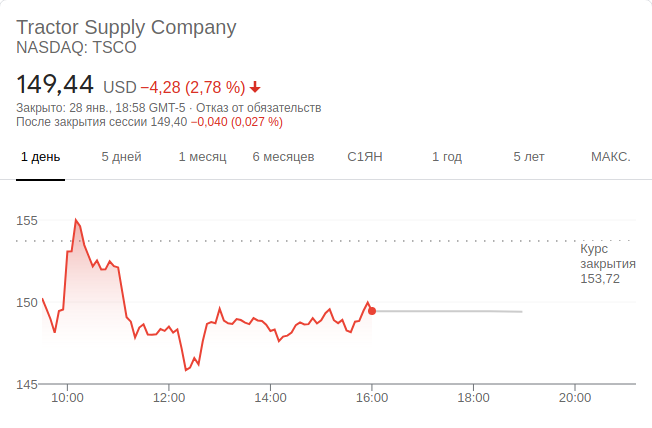 Tractor Supply Company
NASDAQ: TSCO
149,44 USD −4,28 (2,78 %)
Закрыто: 28 янв., 18:58 GMT-5 · Отказ от обязательств
После закрытия сессии 149,40 −0,040 (0,027 %)
1 день 5 дней 1 месяц 6 месяцев С1ЯН 1 год 5 лет МАКС.
155
Курс
закрытия
153,72
150
145
10:00 12:00 14:00 16:00 18:00 20:00